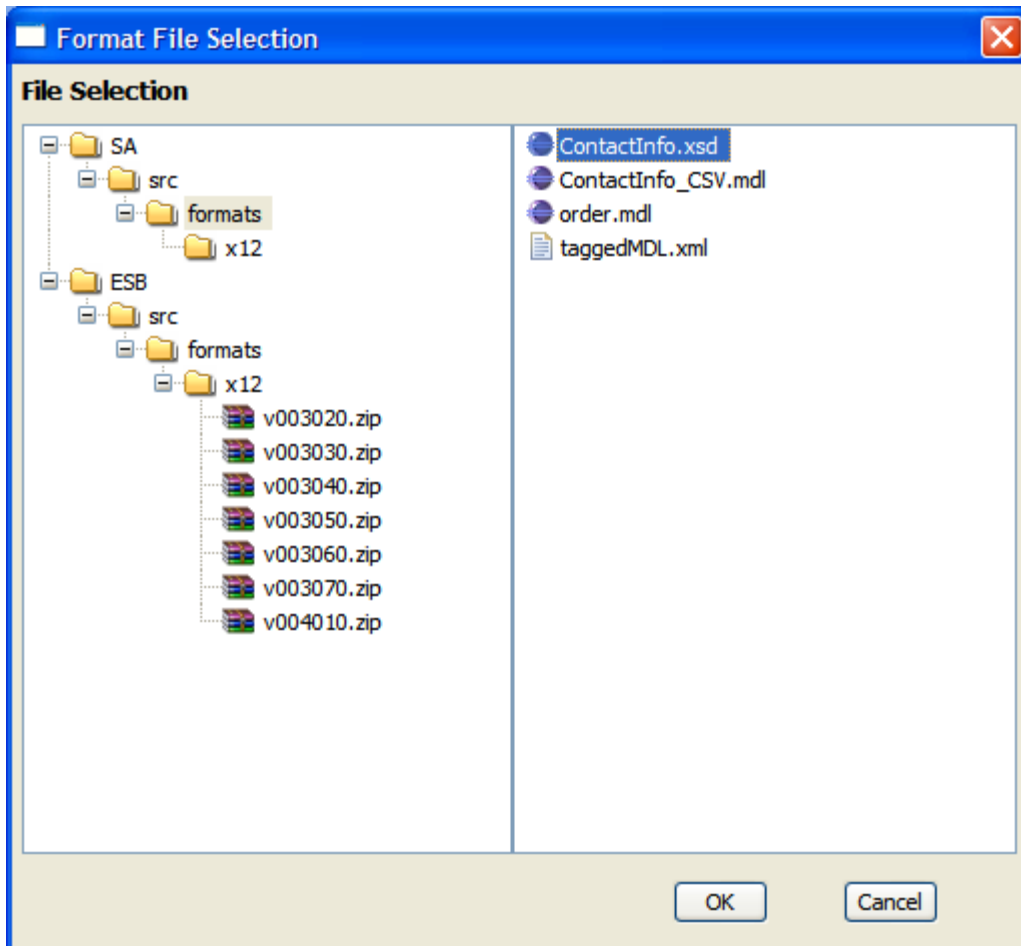 Format File Selection
File Selection
SA
src
formats
x12
ESB
src
formats
x12
v003020.zip
v003030.zip
v003040.zip
v003050.zip
v003060.zip
v003070.zip
v004010.zip
ContactInfo.xsd
ContactInfo_CSV.mdl
order.mdl
taggedMDL.xml
OK
Cancel